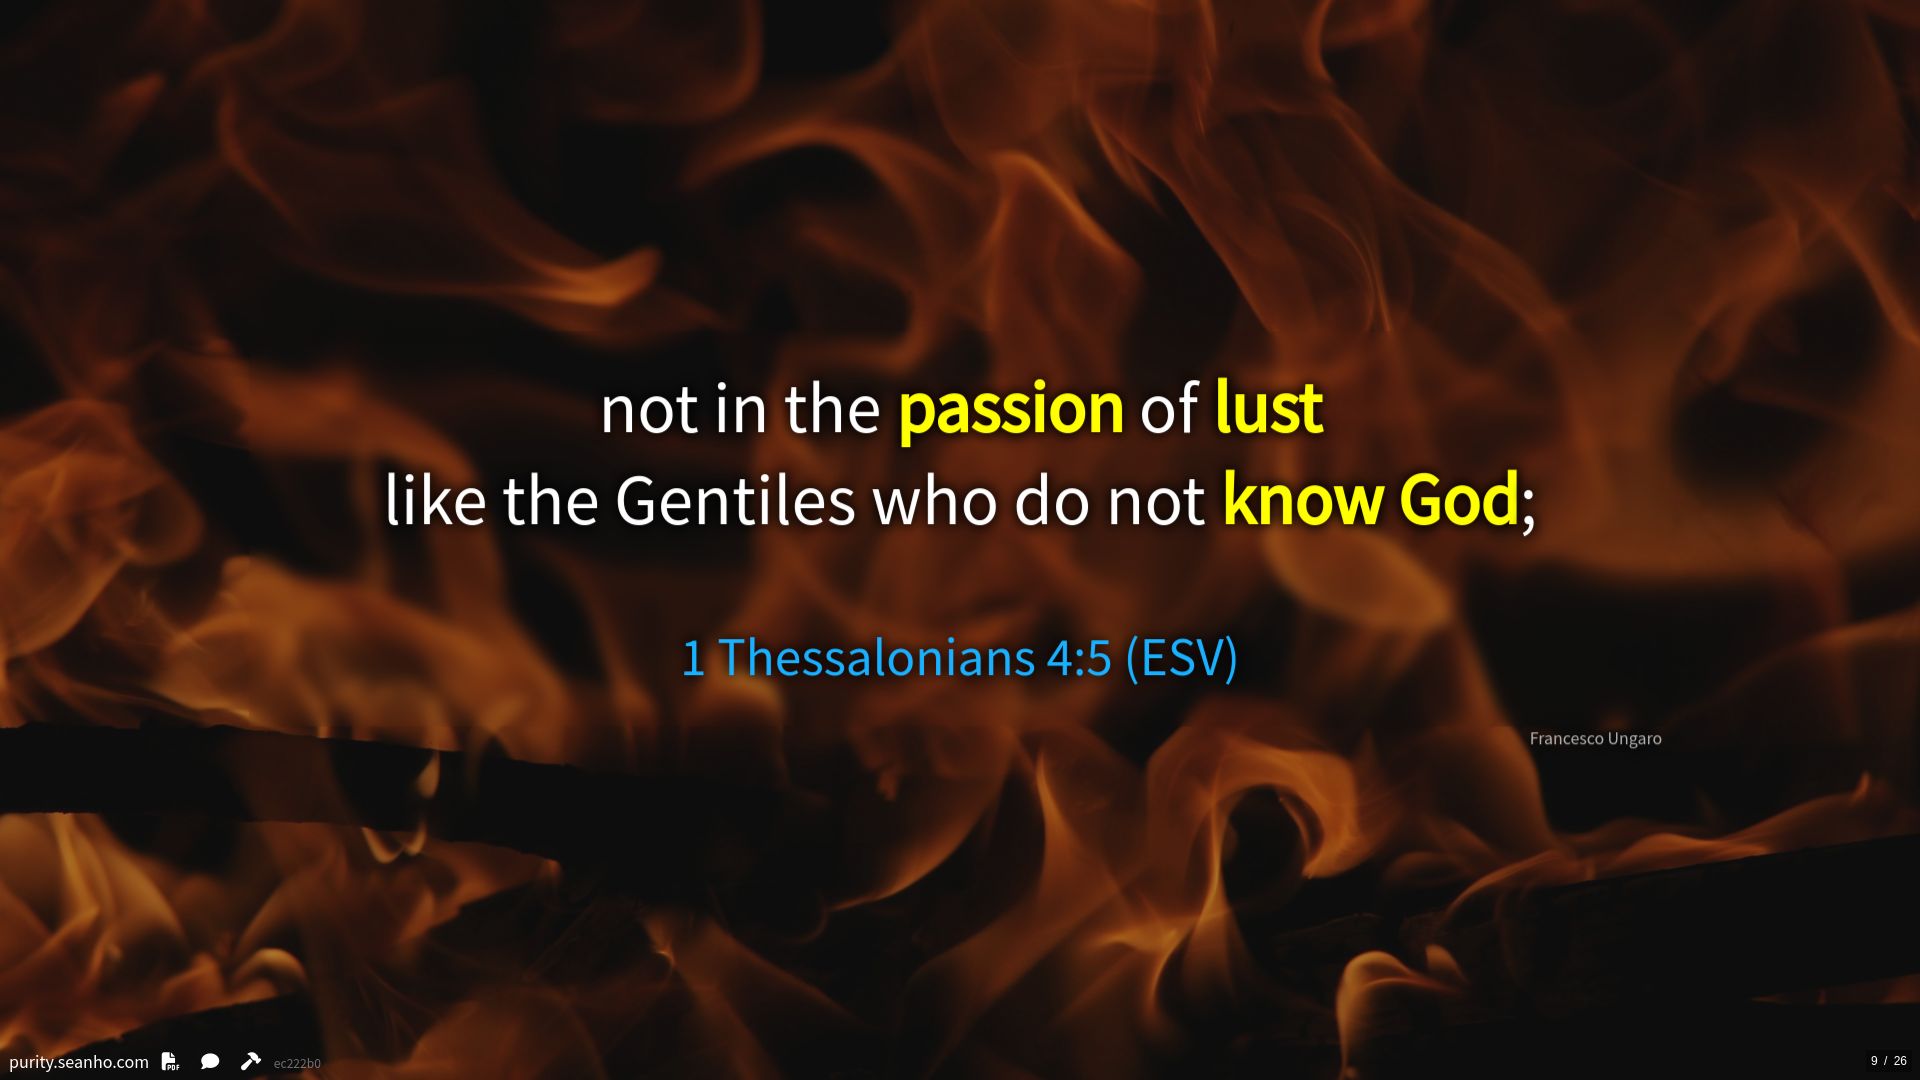 not in the passion of lust
like the Gentiles who do not know God;
1 Thessalonians 4:5 (ESV)
Francesco Ungaro
purity.seanho.com PDF ec222b0
9 / 26